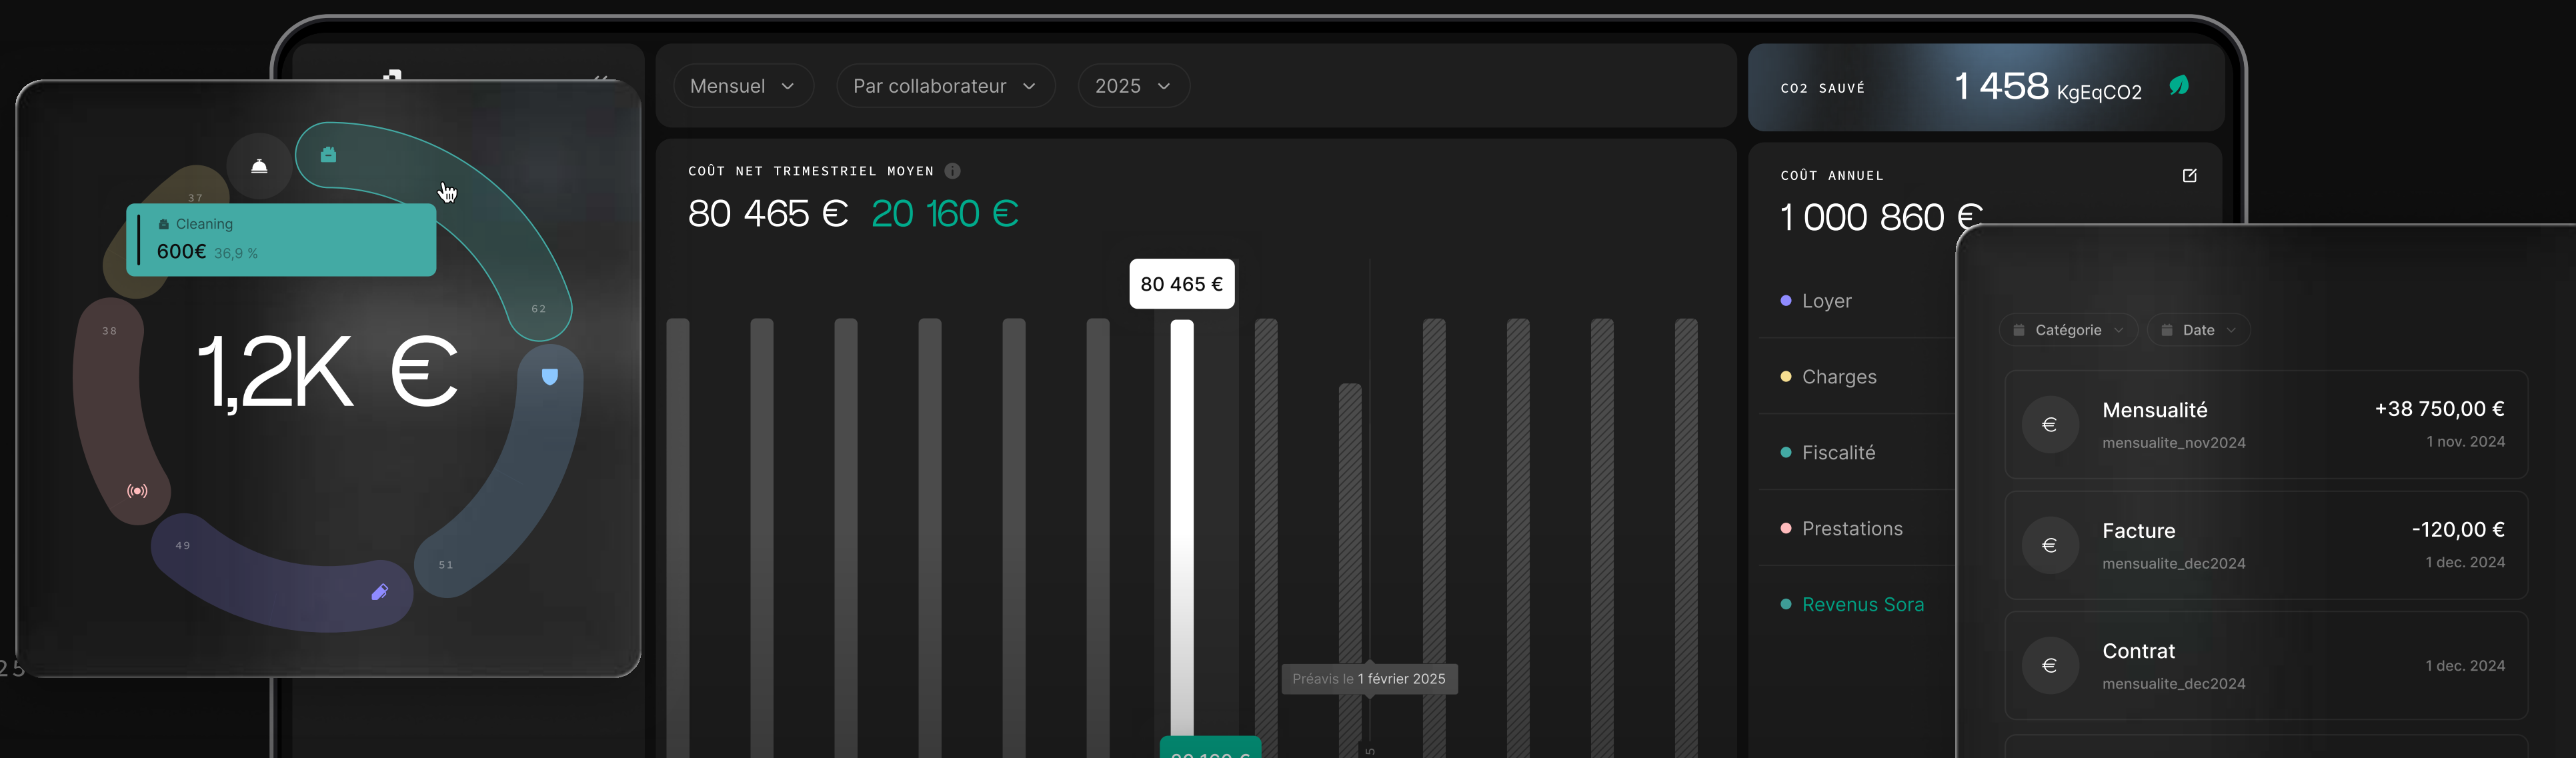 37
Cleaning
600€ 36,9 %
62
38
1,2K €
49
51
25
Mensuel
Par collaborateur
2025
COÛT NET TRIMESTRIEL MOYEN
80 465 € 20 160 €
80 465 €
Préavis le 1 février 2025
5
CO2 SAUVÉ
1 458 KgEqCO2
COÛT ANNUEL
1 000 860 €
Loyer
Charges
Fiscalité
Prestations
Revenus Sora
Catégorie
Date
Mensualité
+38 750,00 €
mensualite_nov2024
1 nov. 2024
Facture
-120,00 €
mensualite_dec2024
1 dec. 2024
Contrat
mensualite_dec2024
1 dec. 2024